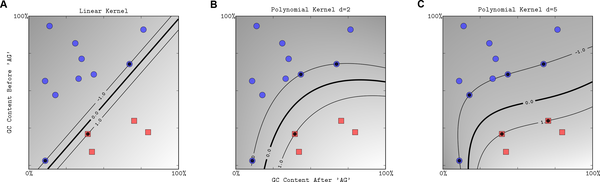 A
Linear Kernel
100%
GC Content Before 'AG'
-1.0
0.0
1.0
0%
100%
B
Polynomial Kernel d=2
100%
0.0
1.0
0%
100%
GC Content After 'AG'
C
Polynomial Kernel d=5
100%
-1.0
0.0
1
0%
100%